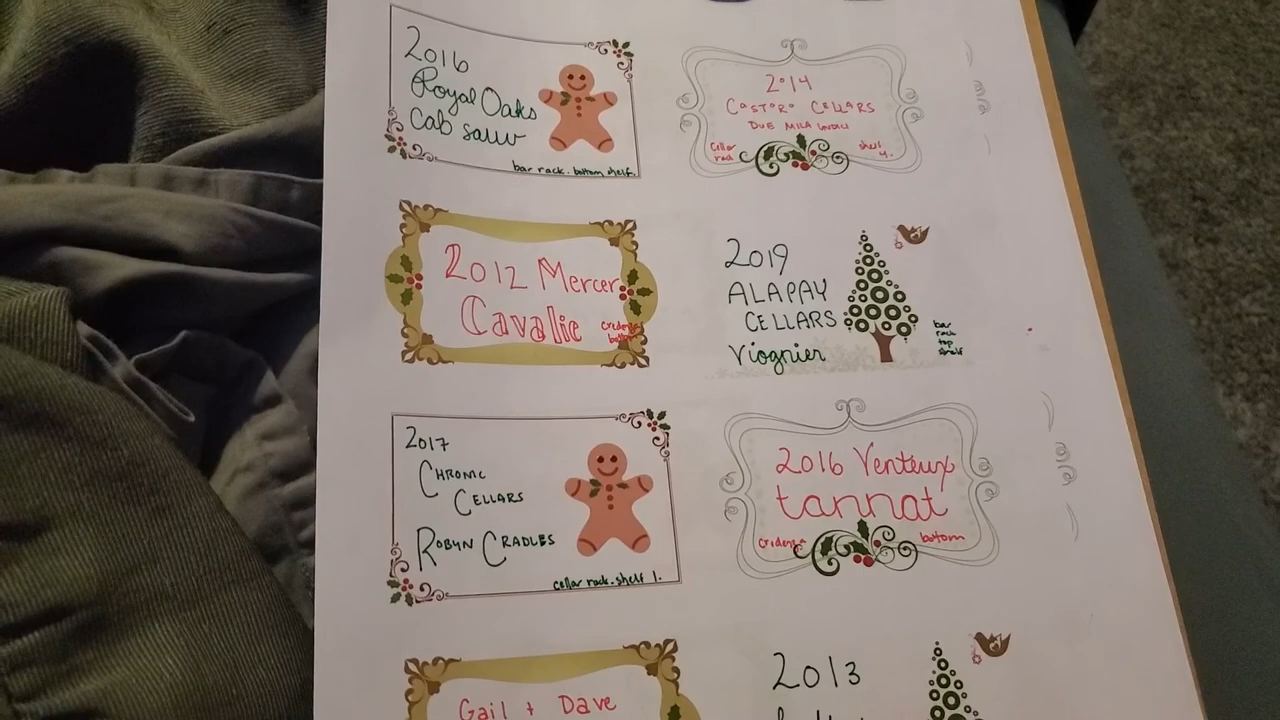 2016
Royal Oaks
Cab sauv
bar rack. bottom shelf.
2014
CASTORO CELLARS
DUE MILA
Cellar
rack
shelf
4.
2012 Mercer
Cavalie
credenza
bottom
2019
ALAPAY
CELLARS
Viognier
bar
rack
top
shelf
2017
CHRONIC
CELLARS
ROBYN CRADLES
cellar rack. shelf 1.
2016 Venteux
tannat
credenza
bottom
Gail + Dave
2013